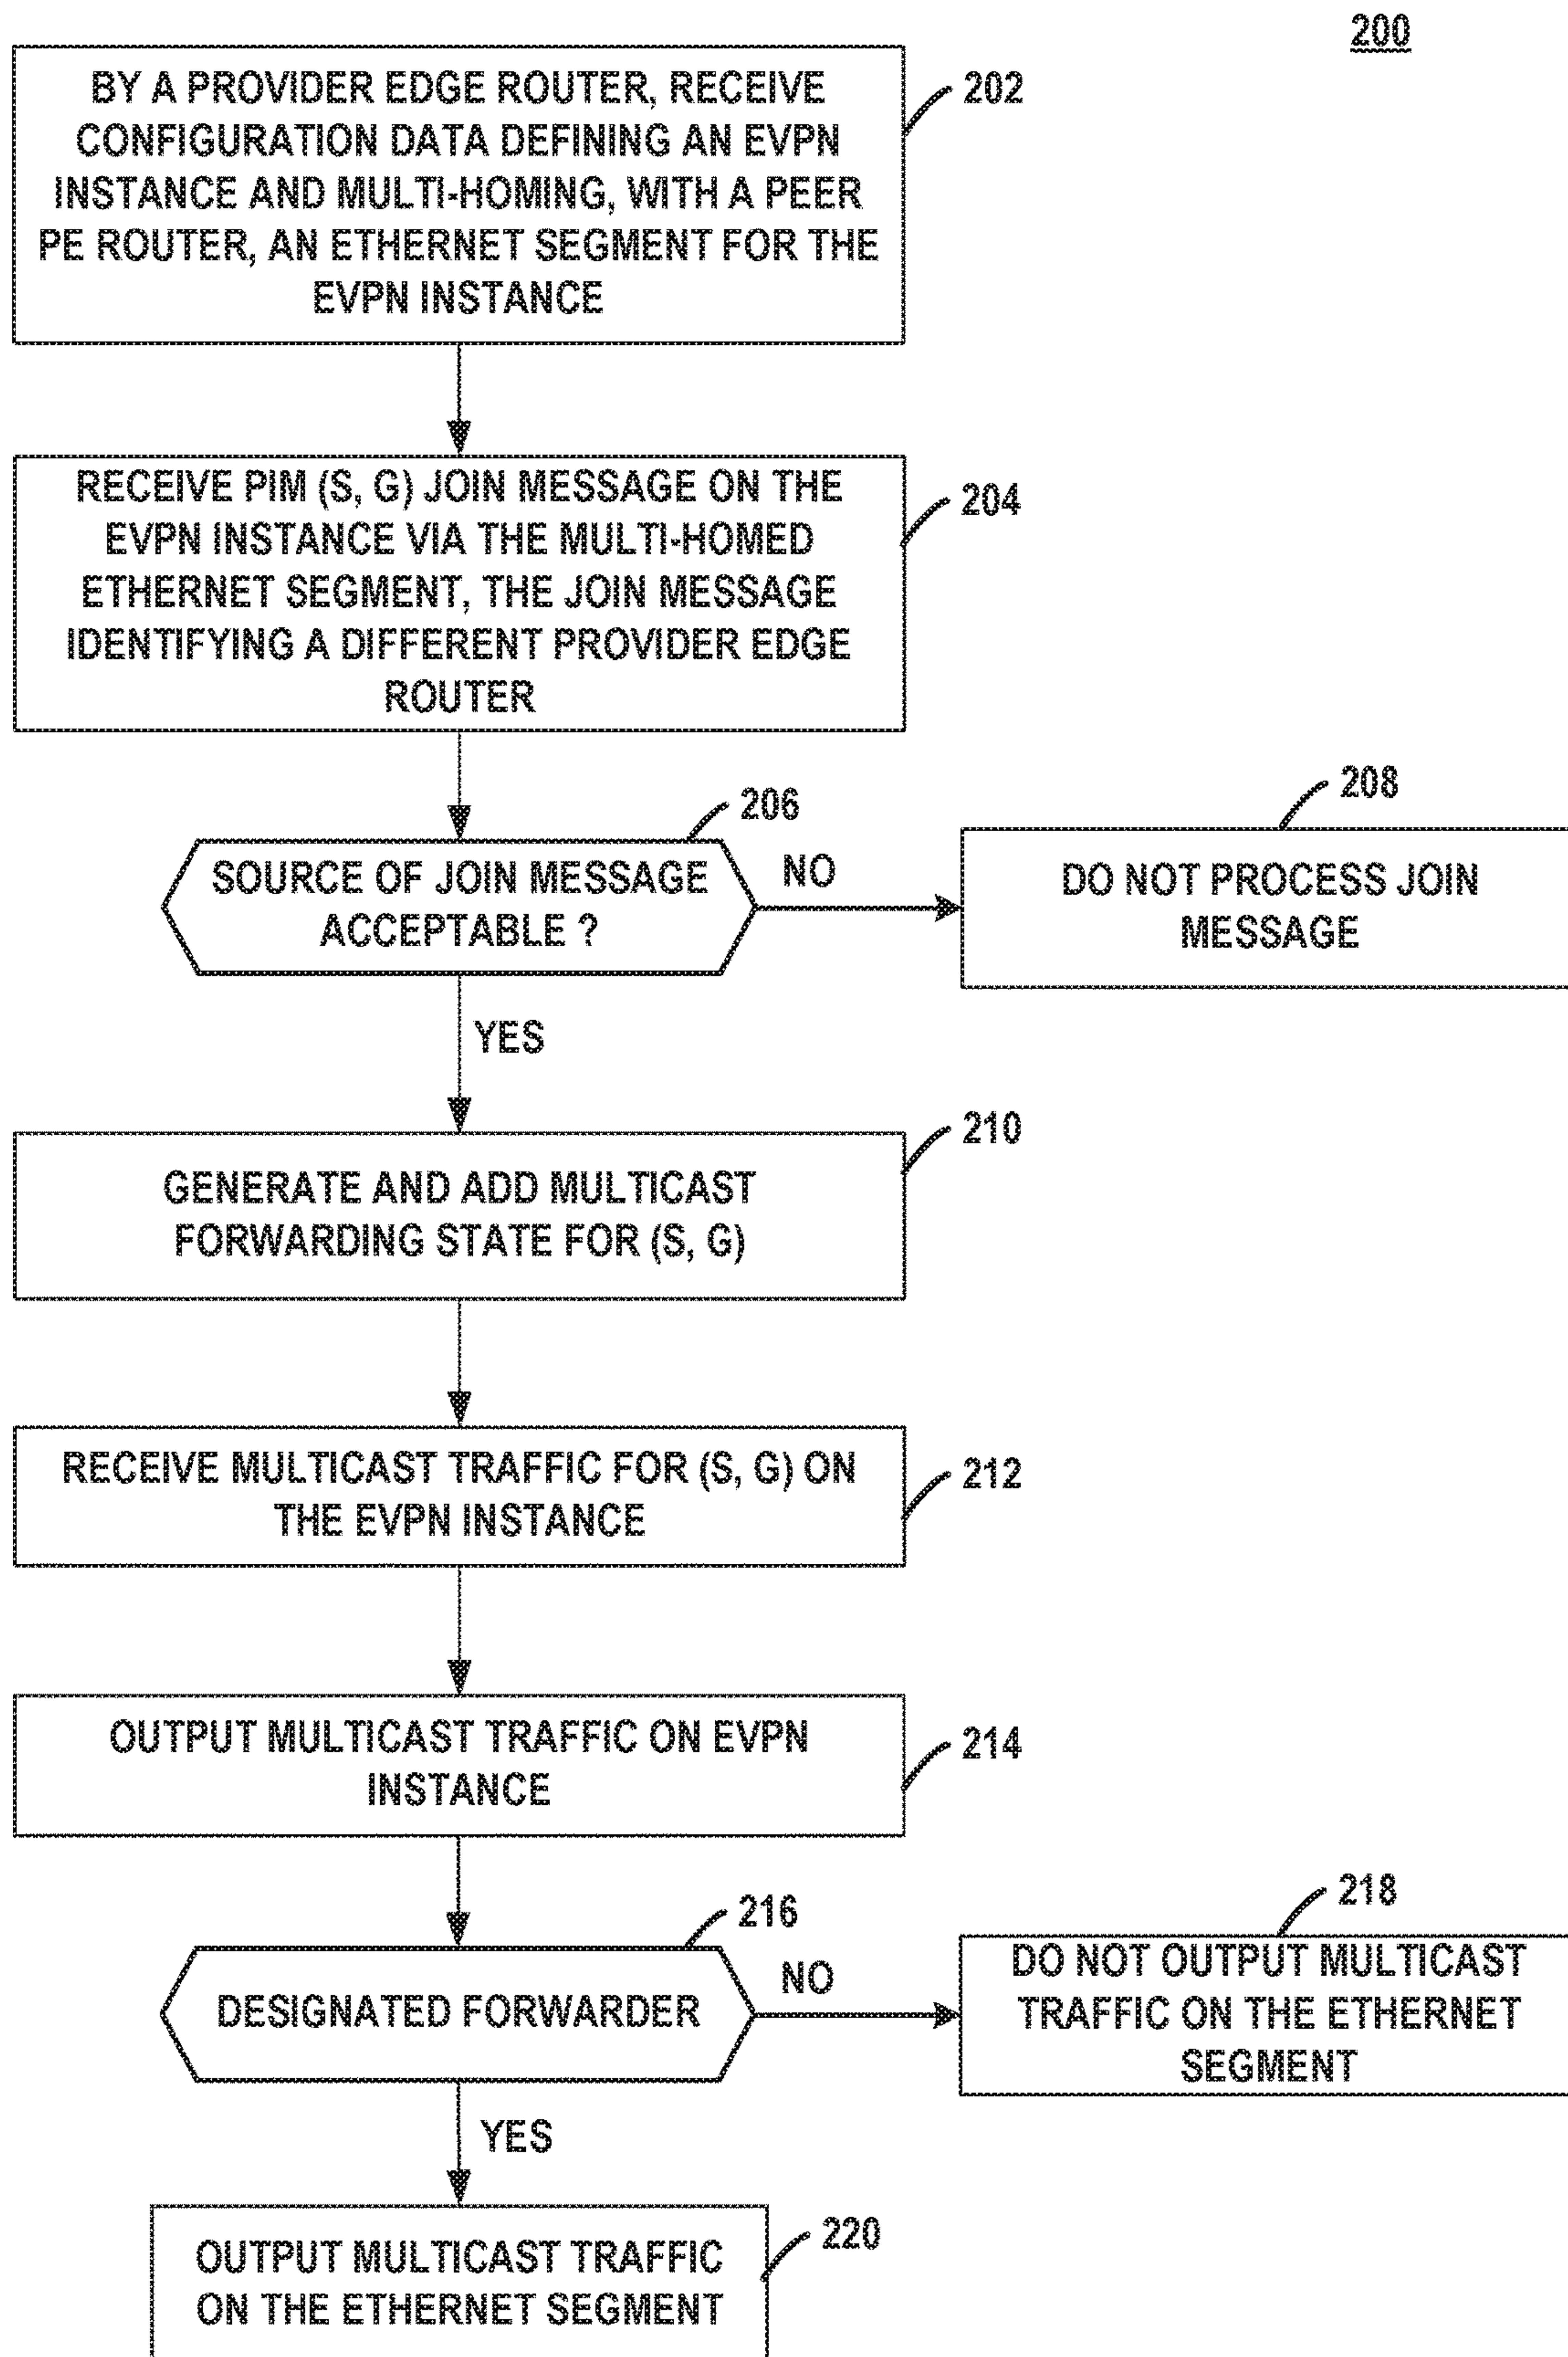 200
BY A PROVIDER EDGE ROUTER, RECEIVE
CONFIGURATION DATA DEFINING AN EVPN
INSTANCE AND MULTI-HOMING, WITH A PEER
PE ROUTER, AN ETHERNET SEGMENT FOR THE
EVPN INSTANCE
202
RECEIVE PIM (S, G) JOIN MESSAGE ON THE
EVPN INSTANCE VIA THE MULTI-HOMED
ETHERNET SEGMENT, THE JOIN MESSAGE
IDENTIFYING A DIFFERENT PROVIDER EDGE
ROUTER
204
SOURCE OF JOIN MESSAGE
ACCEPTABLE ?
206
NO
DO NOT PROCESS JOIN
MESSAGE
208
YES
GENERATE AND ADD MULTICAST
FORWARDING STATE FOR (S, G)
210
RECEIVE MULTICAST TRAFFIC FOR (S, G) ON
THE EVPN INSTANCE
212
OUTPUT MULTICAST TRAFFIC ON EVPN
INSTANCE
214
DESIGNATED FORWARDER
216
NO
DO NOT OUTPUT MULTICAST
TRAFFIC ON THE ETHERNET
SEGMENT
218
YES
OUTPUT MULTICAST TRAFFIC
ON THE ETHERNET SEGMENT
220